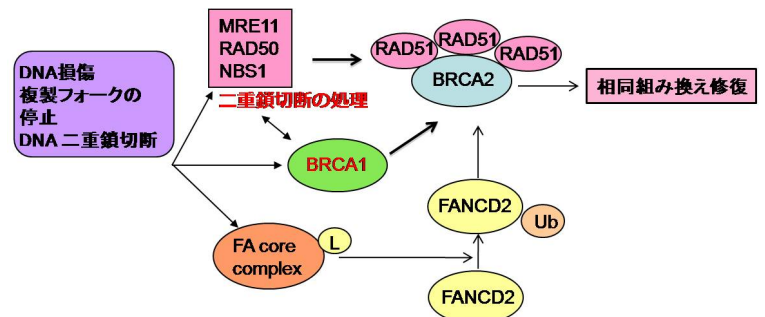 DNA損傷
複製フォークの
停止
DNA 二重鎖切断
MRE11
RAD50
NBS1
二重鎖切断の処理
BRCA1
FA core
complex
L
RAD51
RAD51
RAD51
BRCA2
相同組み換え修復
FANCD2
Ub
FANCD2